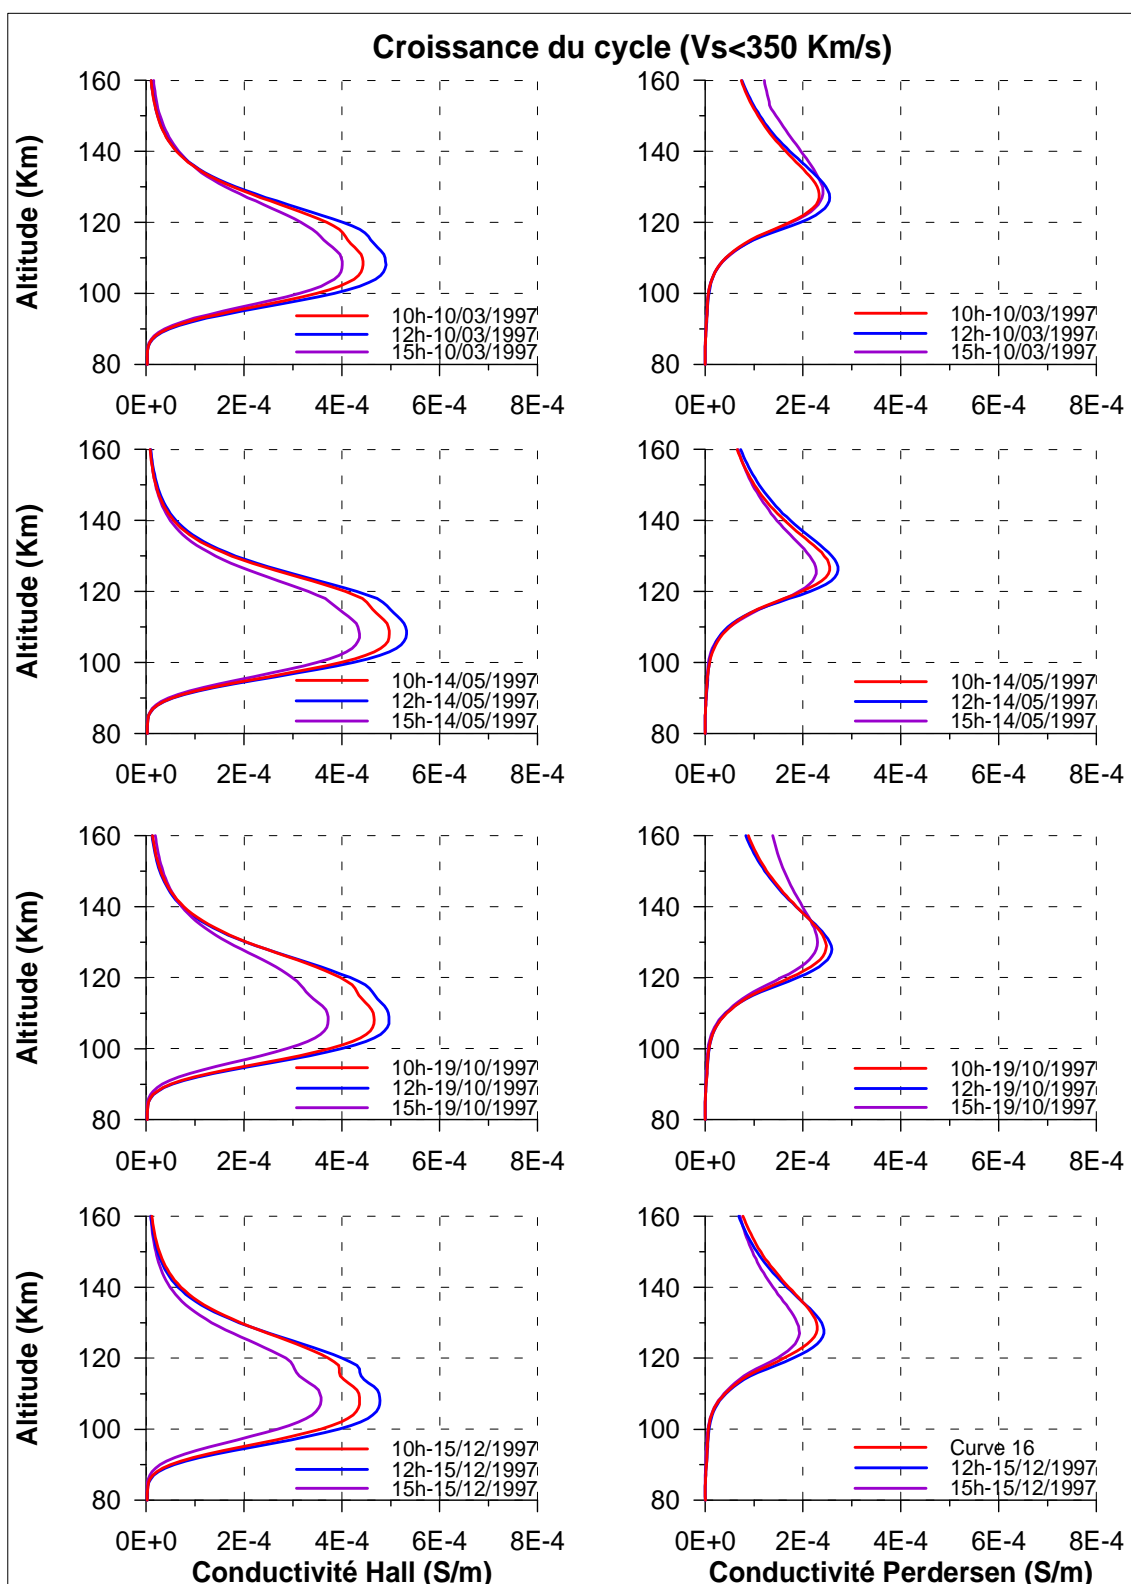 Croissance du cycle (Vs<350 Km/s)
Altitude (Km)
160
140
120
100
80
0E+0 2E-4 4E-4 6E-4 8E-4
10h-10/03/1997
12h-10/03/1997
15h-10/03/1997
160
140
120
100
80
0E+0 2E-4 4E-4 6E-4 8E-4
10h-10/03/1997
12h-10/03/1997
15h-10/03/1997
Altitude (Km)
160
140
120
100
80
0E+0 2E-4 4E-4 6E-4 8E-4
10h-14/05/1997
12h-14/05/1997
15h-14/05/1997
160
140
120
100
80
0E+0 2E-4 4E-4 6E-4 8E-4
10h-14/05/1997
12h-14/05/1997
15h-14/05/1997
Altitude (Km)
160
140
120
100
80
0E+0 2E-4 4E-4 6E-4 8E-4
10h-19/10/1997
12h-19/10/1997
15h-19/10/1997
160
140
120
100
80
0E+0 2E-4 4E-4 6E-4 8E-4
10h-19/10/1997
12h-19/10/1997
15h-19/10/1997
Altitude (Km)
160
140
120
100
80
0E+0 2E-4 4E-4 6E-4 8E-4
10h-15/12/1997
12h-15/12/1997
15h-15/12/1997
Conductivité Hall (S/m)
160
140
120
100
80
0E+0 2E-4 4E-4 6E-4 8E-4
Curve 16
12h-15/12/1997
15h-15/12/1997
Conductivité Perdersen (S/m)